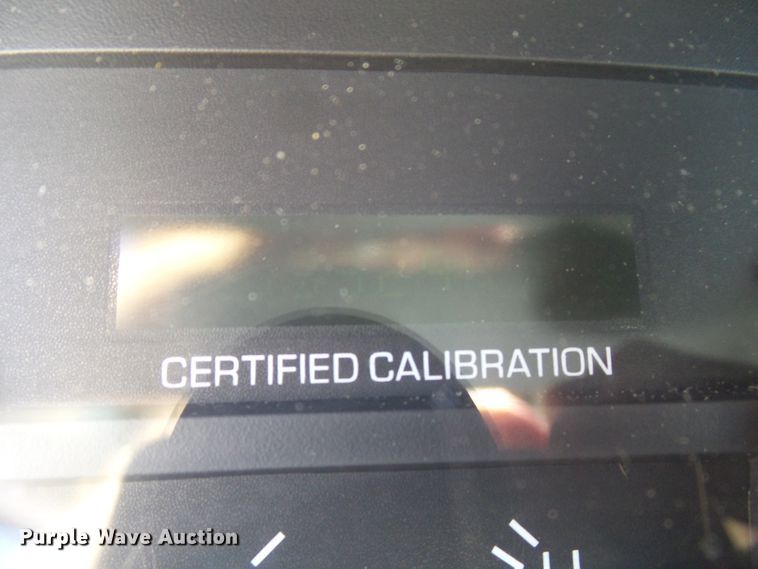 CERTIFIED CALIBRATION
Purple Wave Auction